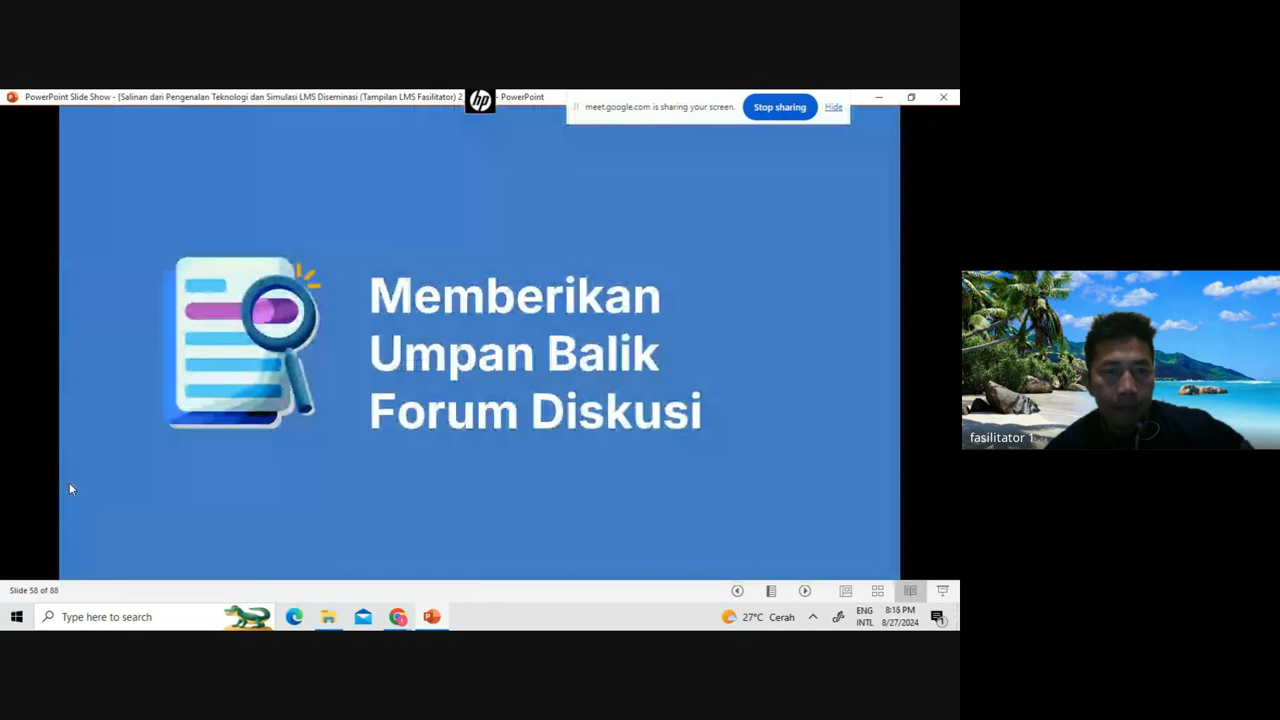 PowerPoint Slide Show - [Salinan dari Pengenalan Teknologi dan Simulasi LMS Diseminasi (Tampilan LMS Fasilitator) 2 - PowerPoint
hp
meet.google.com is sharing your screen.
Stop sharing
Hide
Memberikan
Umpan Balik
Forum Diskusi
fasilitator 1
Slide 58 of 88
Type here to search
27°C Cerah
ENG
INTL
8:15 PM
8/27/2024
1